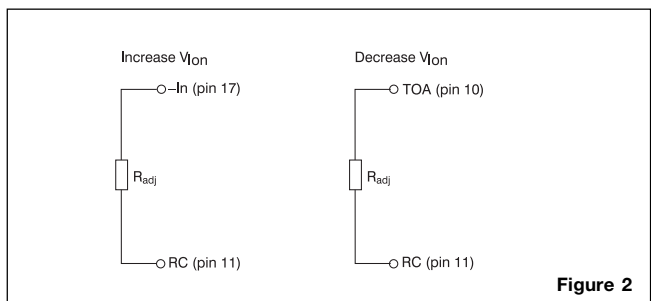 Increase VIon
Decrease VIon
–In (pin 17)
TOA (pin 10)
Radj
Radj
RC (pin 11)
RC (pin 11)
Figure 2